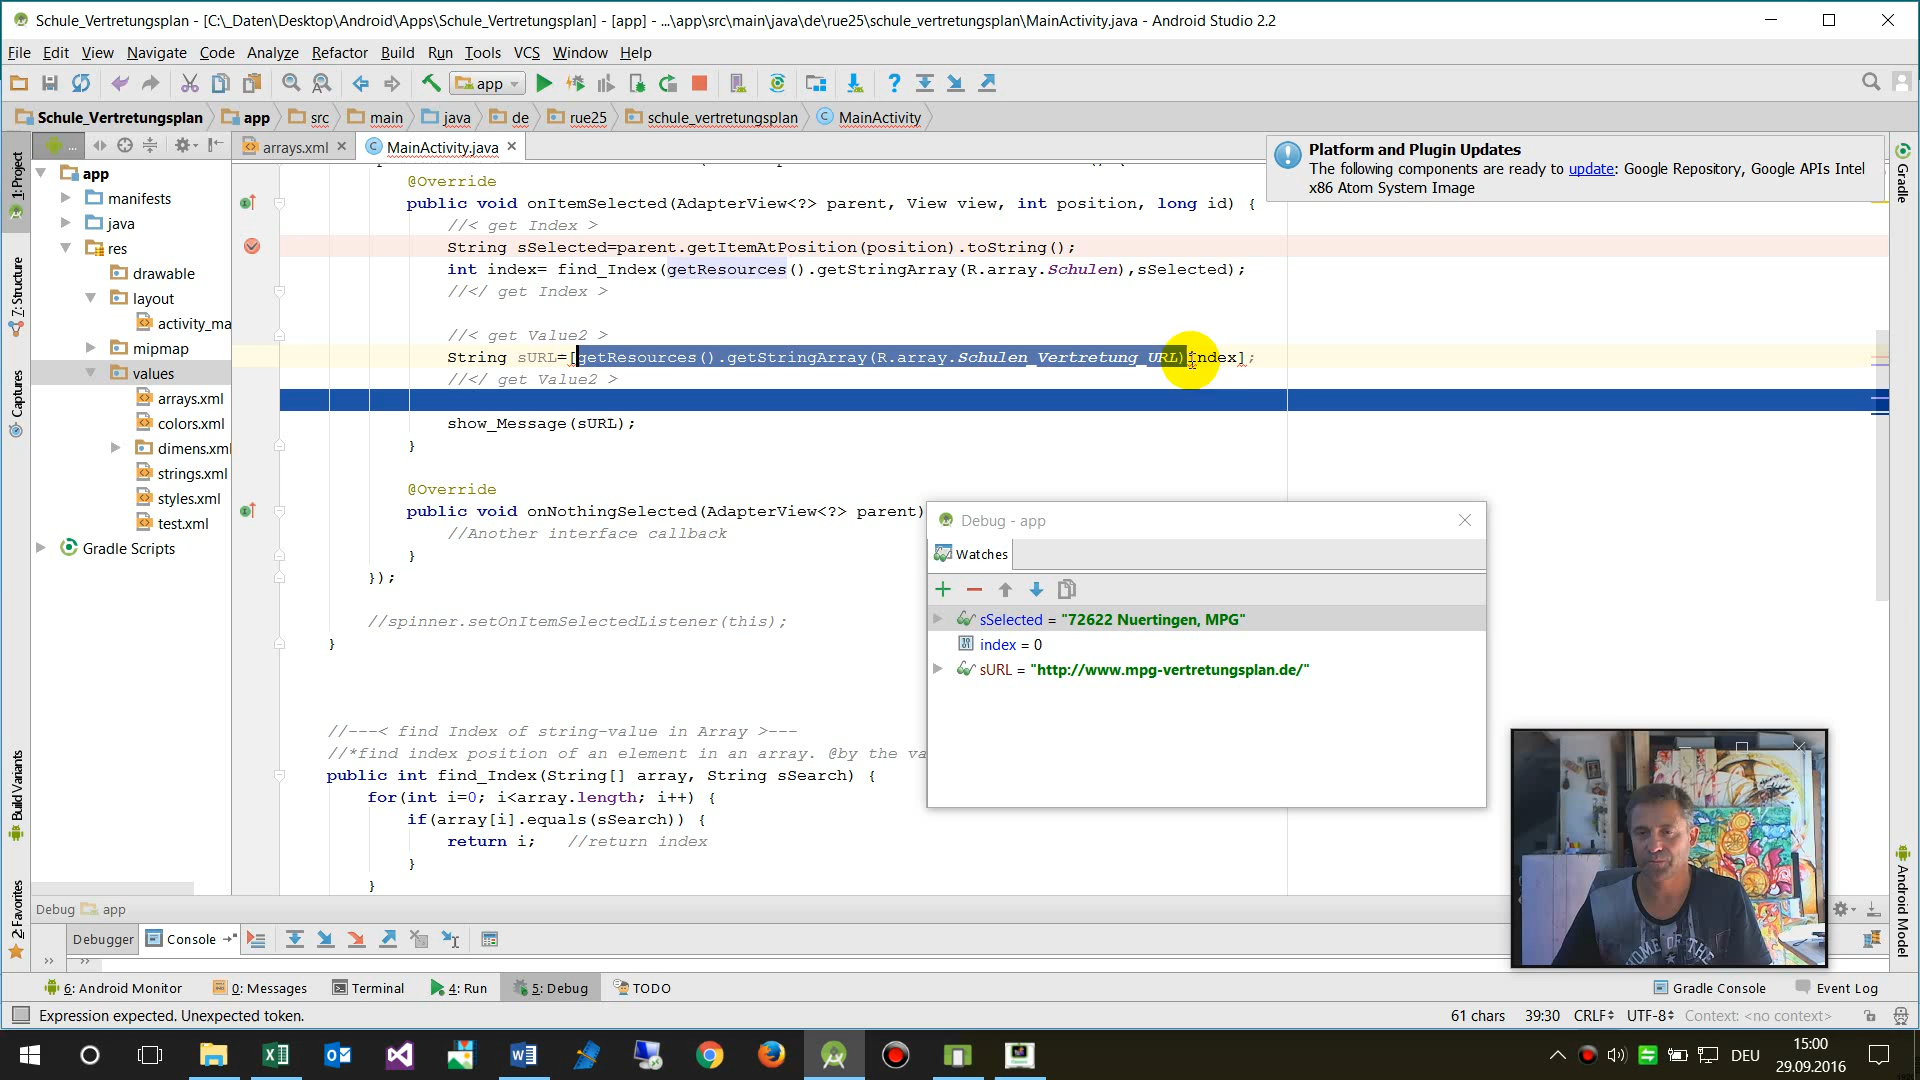 Schule_Vertretungsplan - [C:\_Daten\Desktop\Android\Apps\Schule_Vertretungsplan] - [app] - ...\app\src\main\java\de\rue25\schule_vertretungsplan\MainActivity.java - Android Studio 2.2
File Edit View Navigate Code Analyze Refactor Build Run Tools VCS Window Help
app
Schule_Vertretungsplan app src main java de rue25 schule_vertretungsplan MainActivity
... arrays.xml MainActivity.java
Platform and Plugin Updates
The following components are ready to update: Google Repository, Google APIs Intel
x86 Atom System Image
1: Project
7: Structure
Captures
Build Variants
2: Favorites
Gradle
Android Model
app
manifests
java
res
drawable
layout
activity_ma
mipmap
values
arrays.xml
colors.xml
dimens.xml
strings.xml
styles.xml
test.xml
Gradle Scripts
@Override
public void onItemSelected(AdapterView<?> parent, View view, int position, long id) {
//< get Index >
String sSelected=parent.getItemAtPosition(position).toString();
int index= find_Index(getResources().getStringArray(R.array.Schulen),sSelected);
//</ get Index >
//< get Value2 >
String sURL=[getResources().getStringArray(R.array.Schulen_Vertretung_URL)index];
//</ get Value2 >
show_Message(sURL);
}
@Override
public void onNothingSelected(AdapterView<?> parent)
//Another interface callback
}
});
//spinner.setOnItemSelectedListener(this);
}
//---< find Index of string-value in Array >---
//*find index position of an element in an array. @by the va
public int find_Index(String[] array, String sSearch) {
for(int i=0; i<array.length; i++) {
if(array[i].equals(sSearch)) {
return i; //return index
}
}
Debug - app
Watches
sSelected = "72622 Nuertingen, MPG"
index = 0
sURL = "http://www.mpg-vertretungsplan.de/"
HOME OF THE
Debug app
Debugger Console
6: Android Monitor 0: Messages Terminal 4: Run 5: Debug TODO Gradle Console Event Log
Expression expected. Unexpected token. 61 chars 39:30 CRLF UTF-8 Context: <no context>
DEU 15:00
29.09.2016